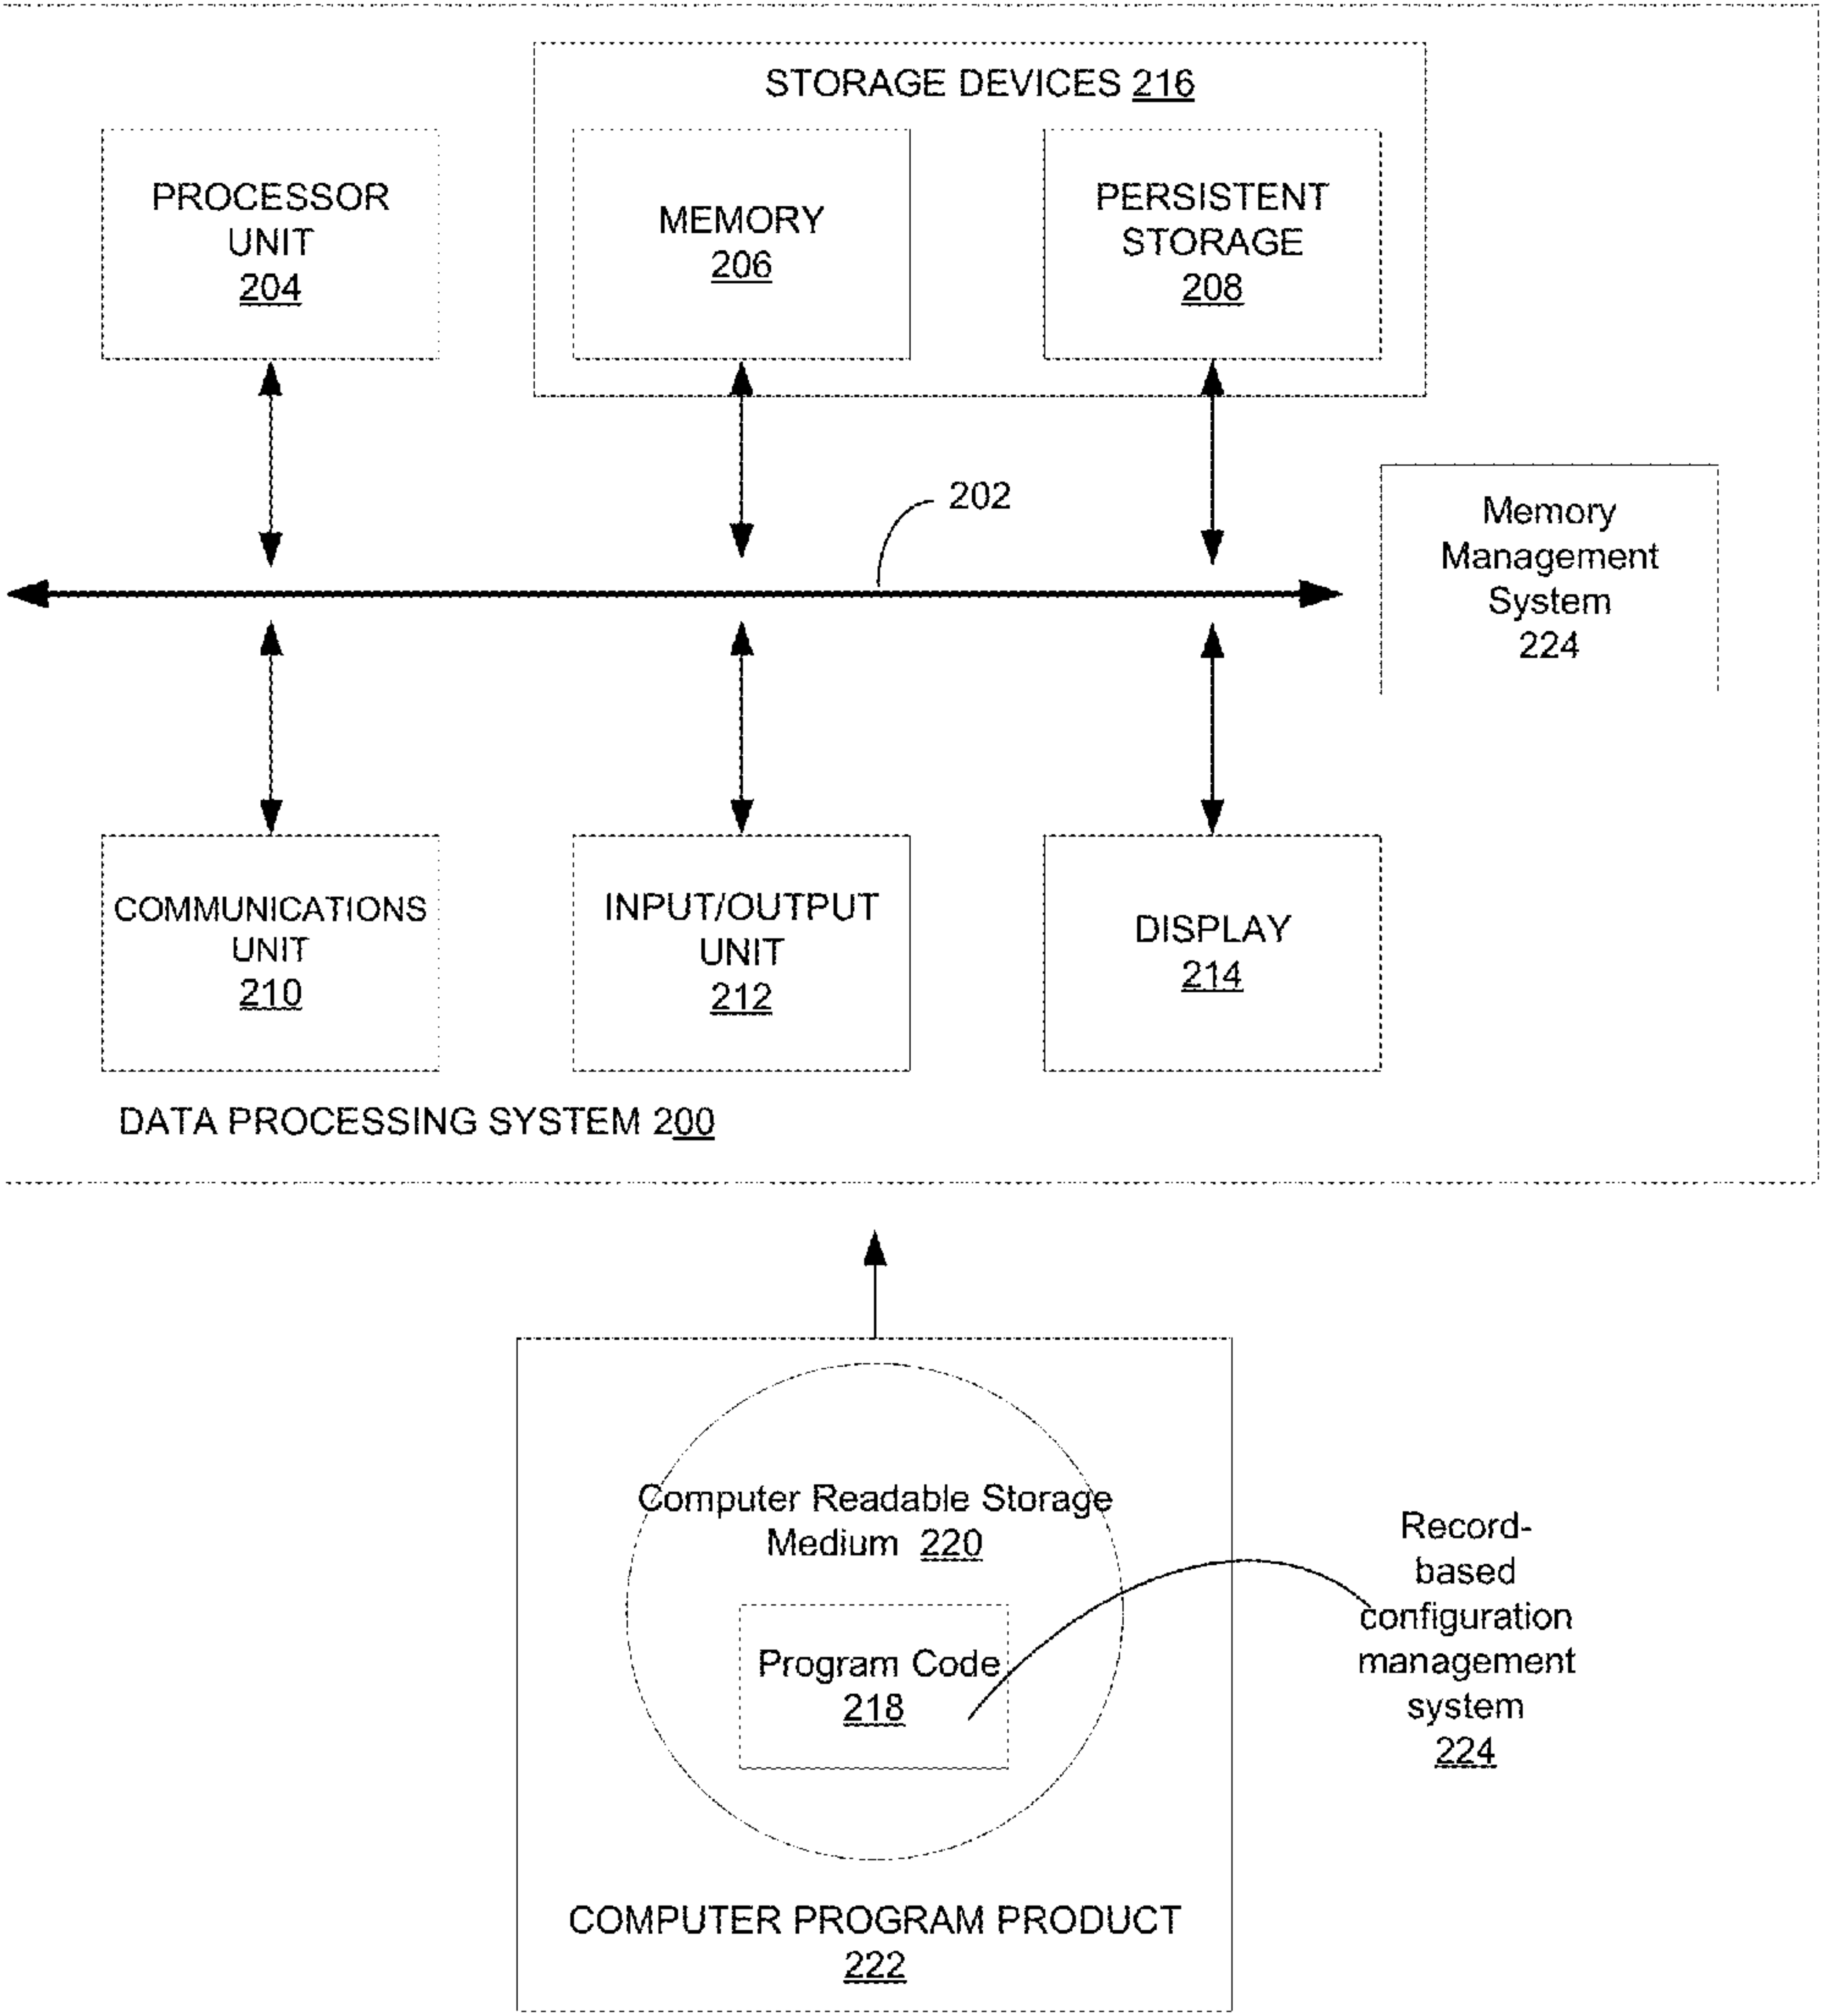 STORAGE DEVICES 216
PROCESSOR
UNIT
204
MEMORY
206
PERSISTENT
STORAGE
208
202
Memory
Management
System
224
COMMUNICATIONS
UNIT
210
INPUT/OUTPUT
UNIT
212
DISPLAY
214
DATA PROCESSING SYSTEM 200
Computer Readable Storage
Medium 220
Program Code
218
Record-
based
configuration
management
system
224
COMPUTER PROGRAM PRODUCT
222